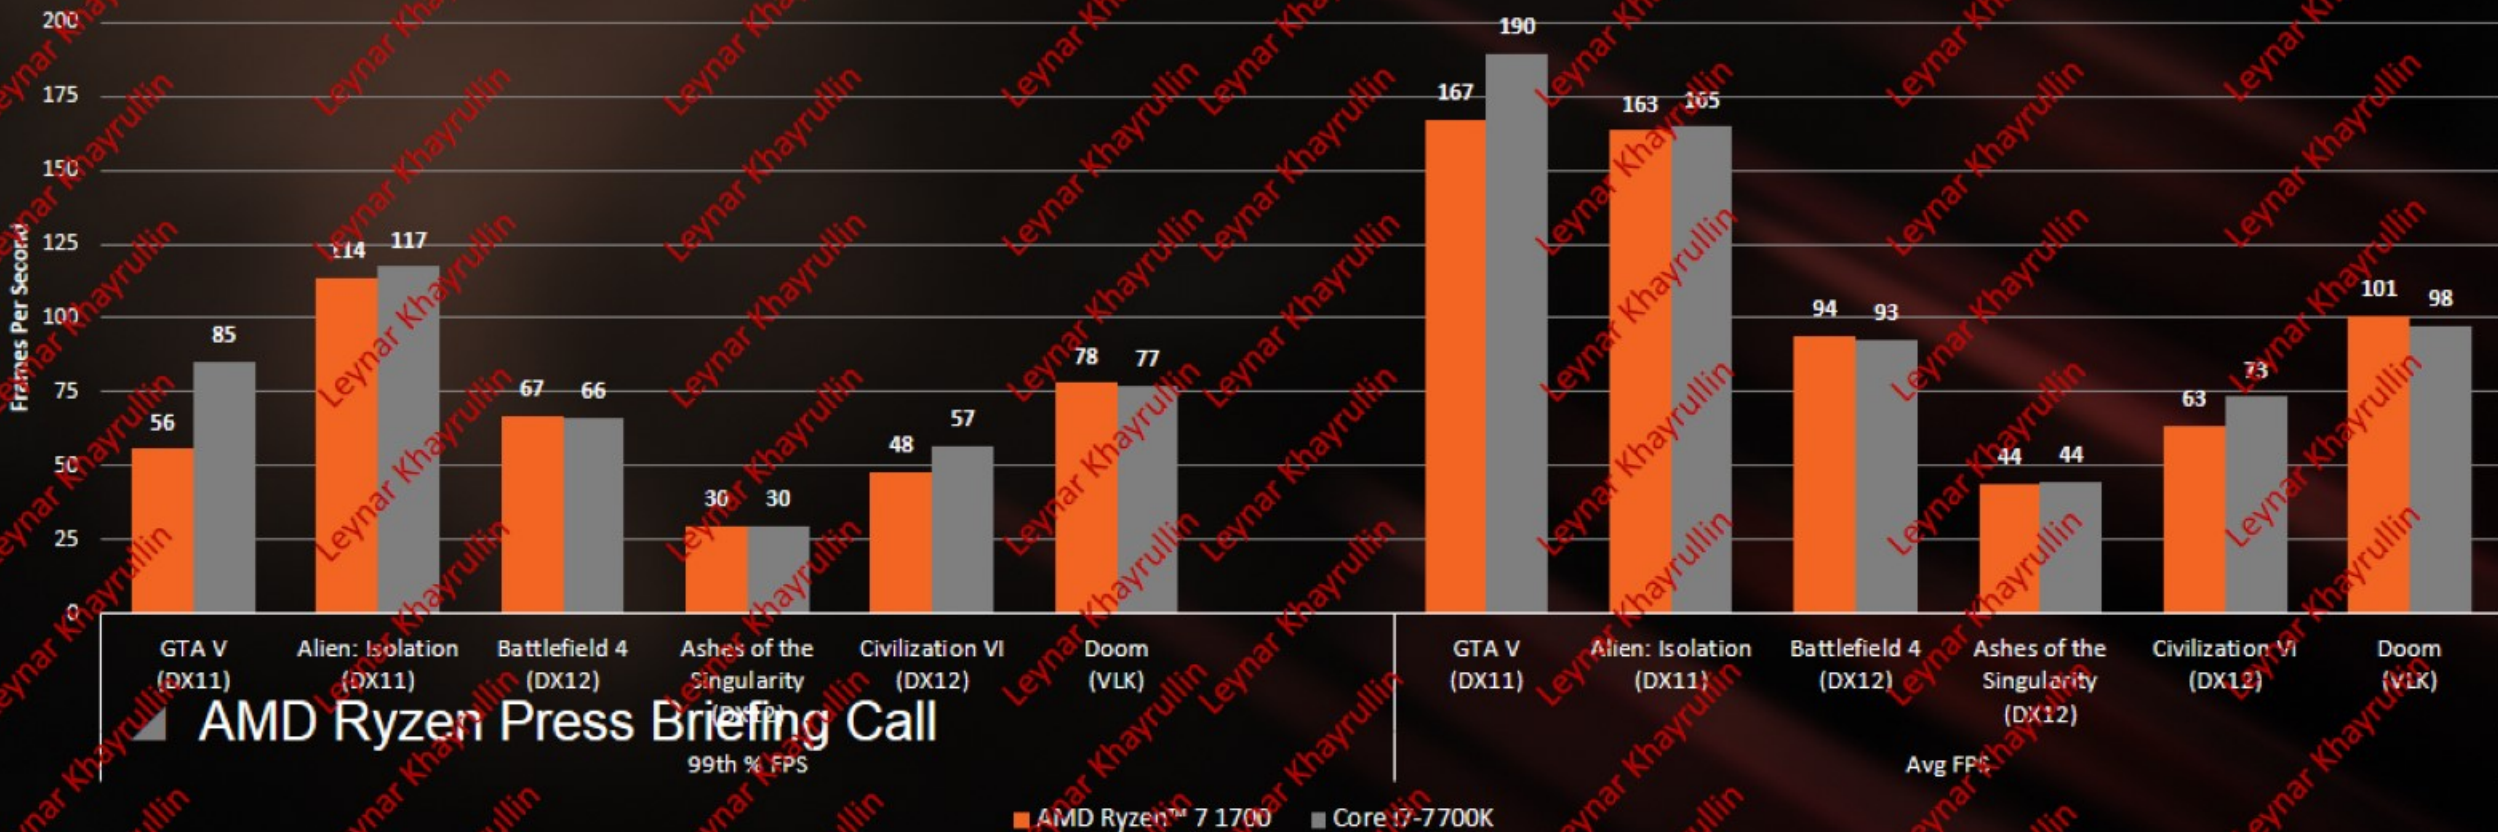 200
175
150
125
100
75
50
25
0
Frames Per Second
56
85
114
117
67
66
30
30
48
57
78
77
167
190
163
165
94
93
44
44
63
73
101
98
GTA V
(DX11)
Alien: Isolation
(DX11)
Battlefield 4
(DX12)
Ashes of the
Singularity
(DX12)
Civilization VI
(DX12)
Doom
(VLK)
99th % FPS
GTA V
(DX11)
Alien: Isolation
(DX11)
Battlefield 4
(DX12)
Ashes of the
Singularity
(DX12)
Civilization VI
(DX12)
Doom
(VLK)
Avg FPS
AMD Ryzen Press Briefing Call
AMD Ryzen™ 7 1700
Core i7-7700K
Leynar Khayrullin